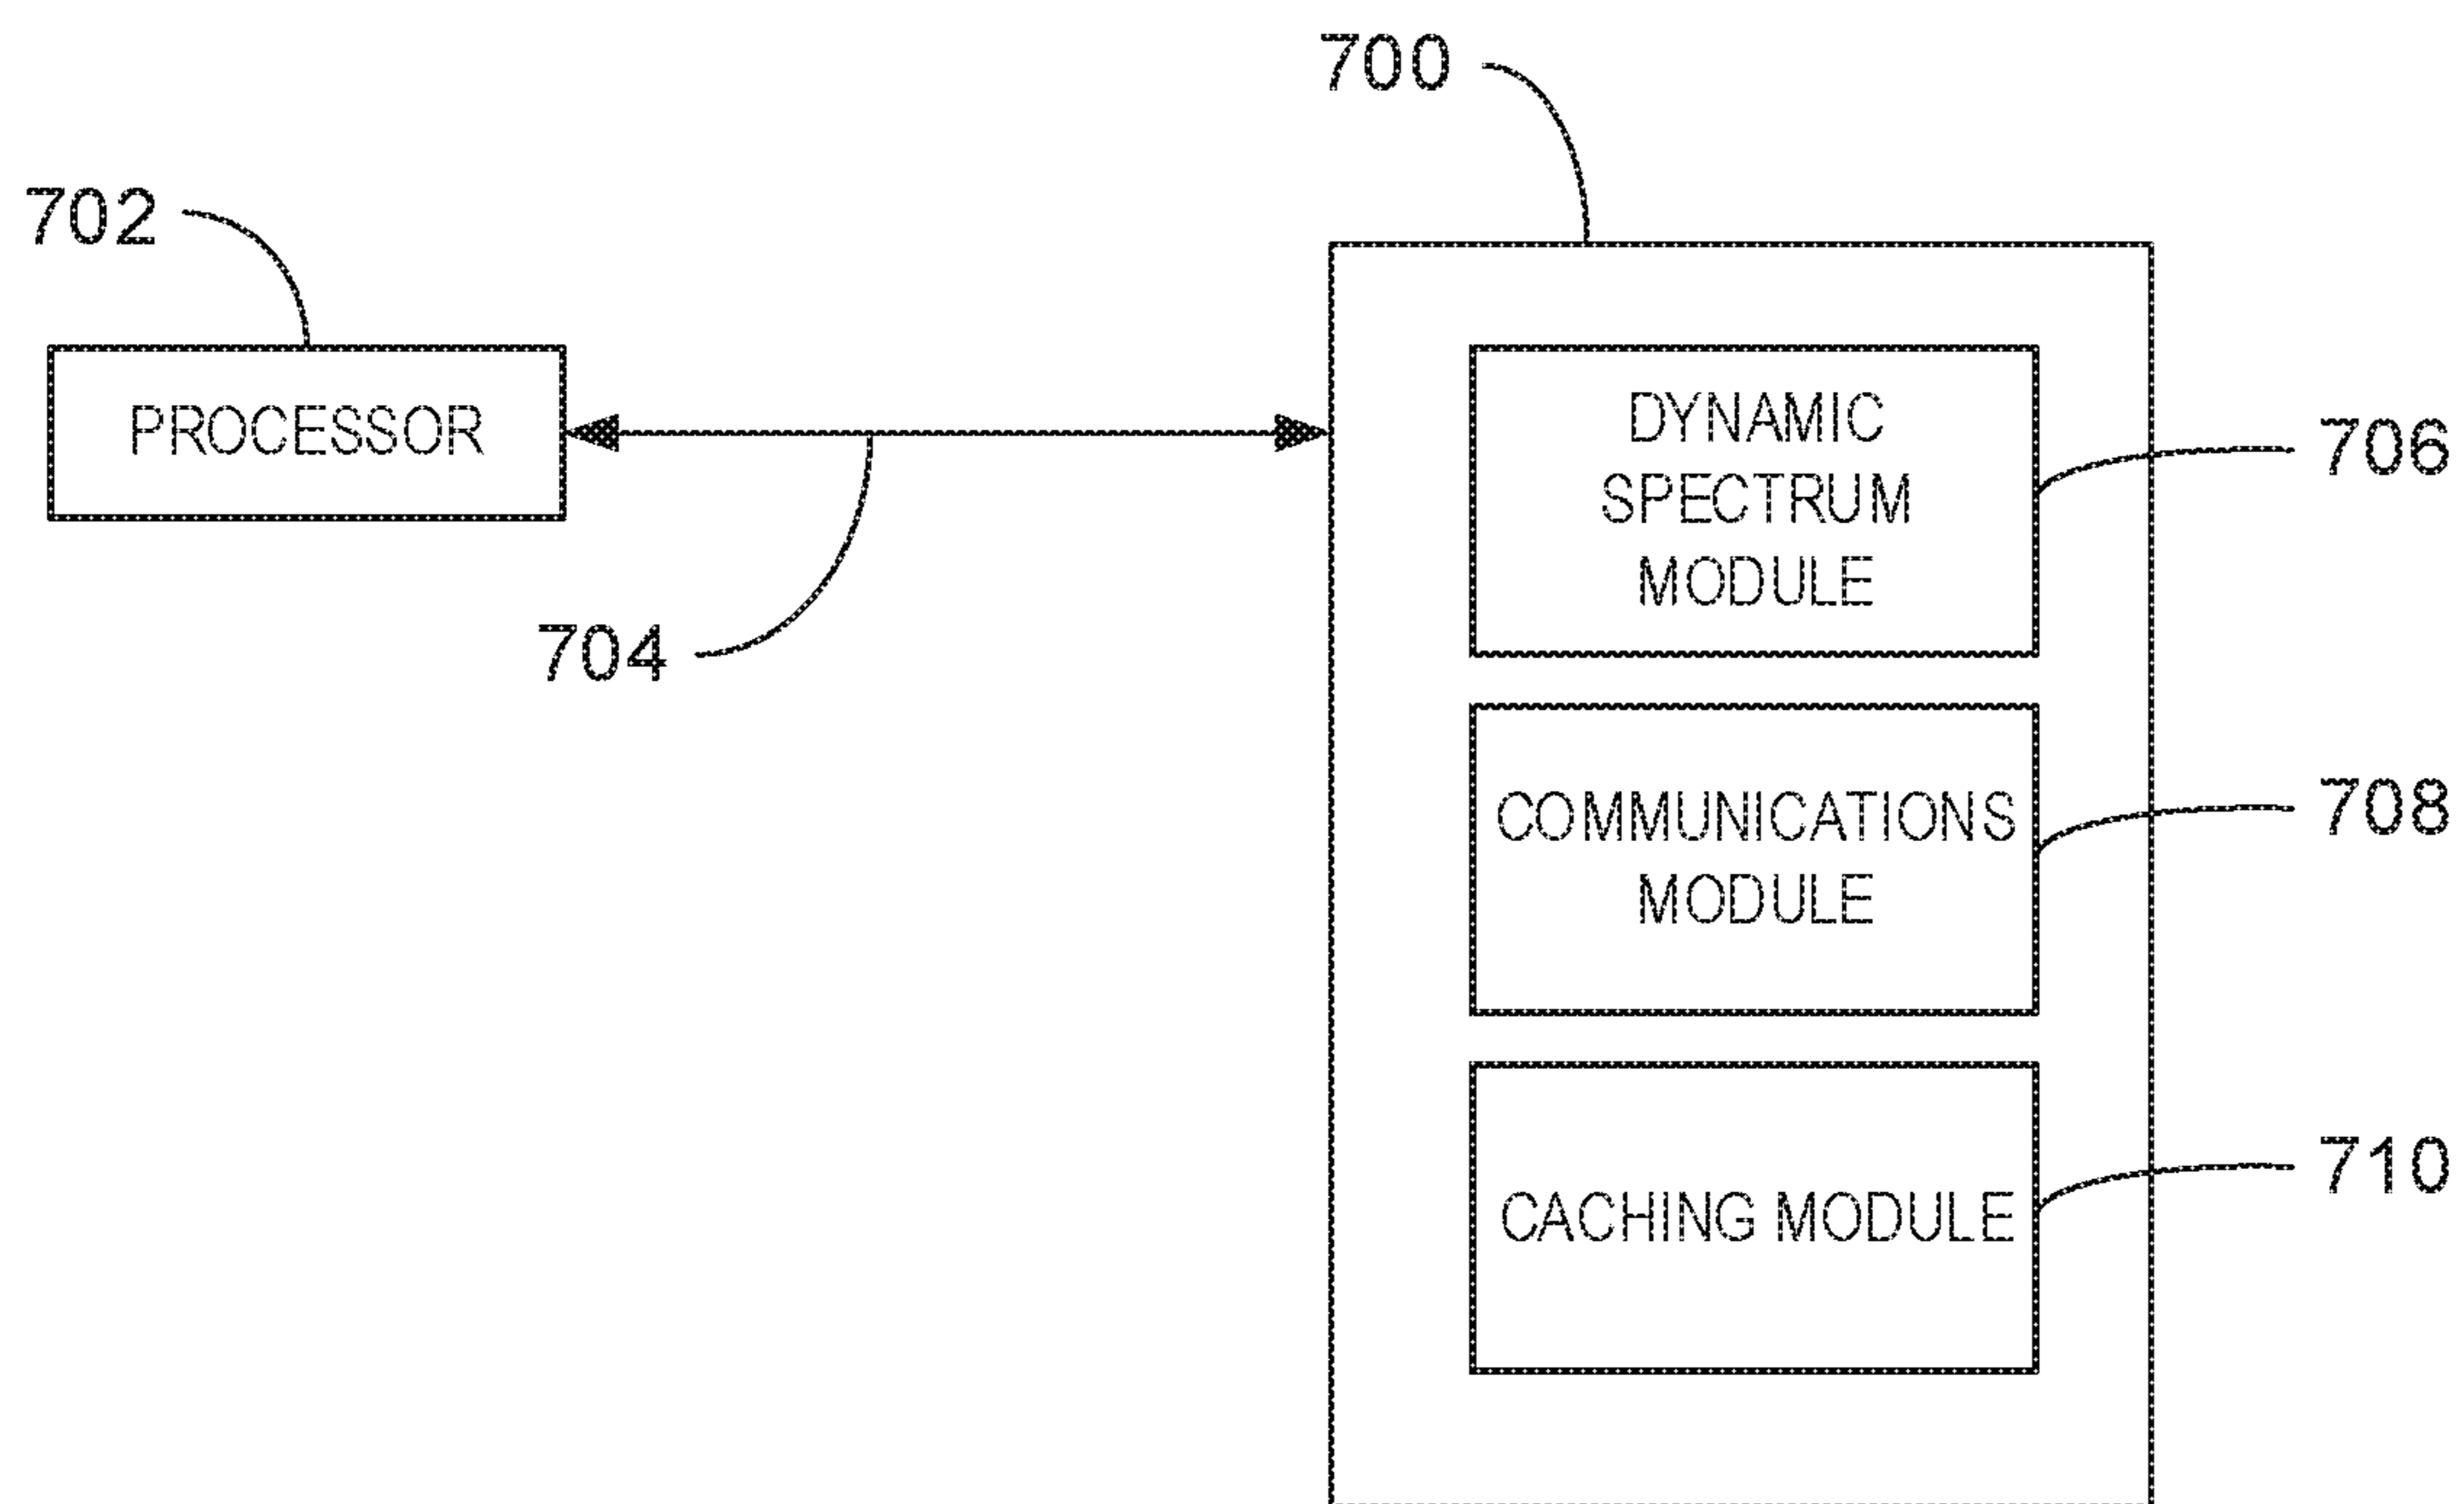 700
702
PROCESSOR
704
DYNAMIC
SPECTRUM
MODULE
706
COMMUNICATIONS
MODULE
708
CACHING MODULE
710